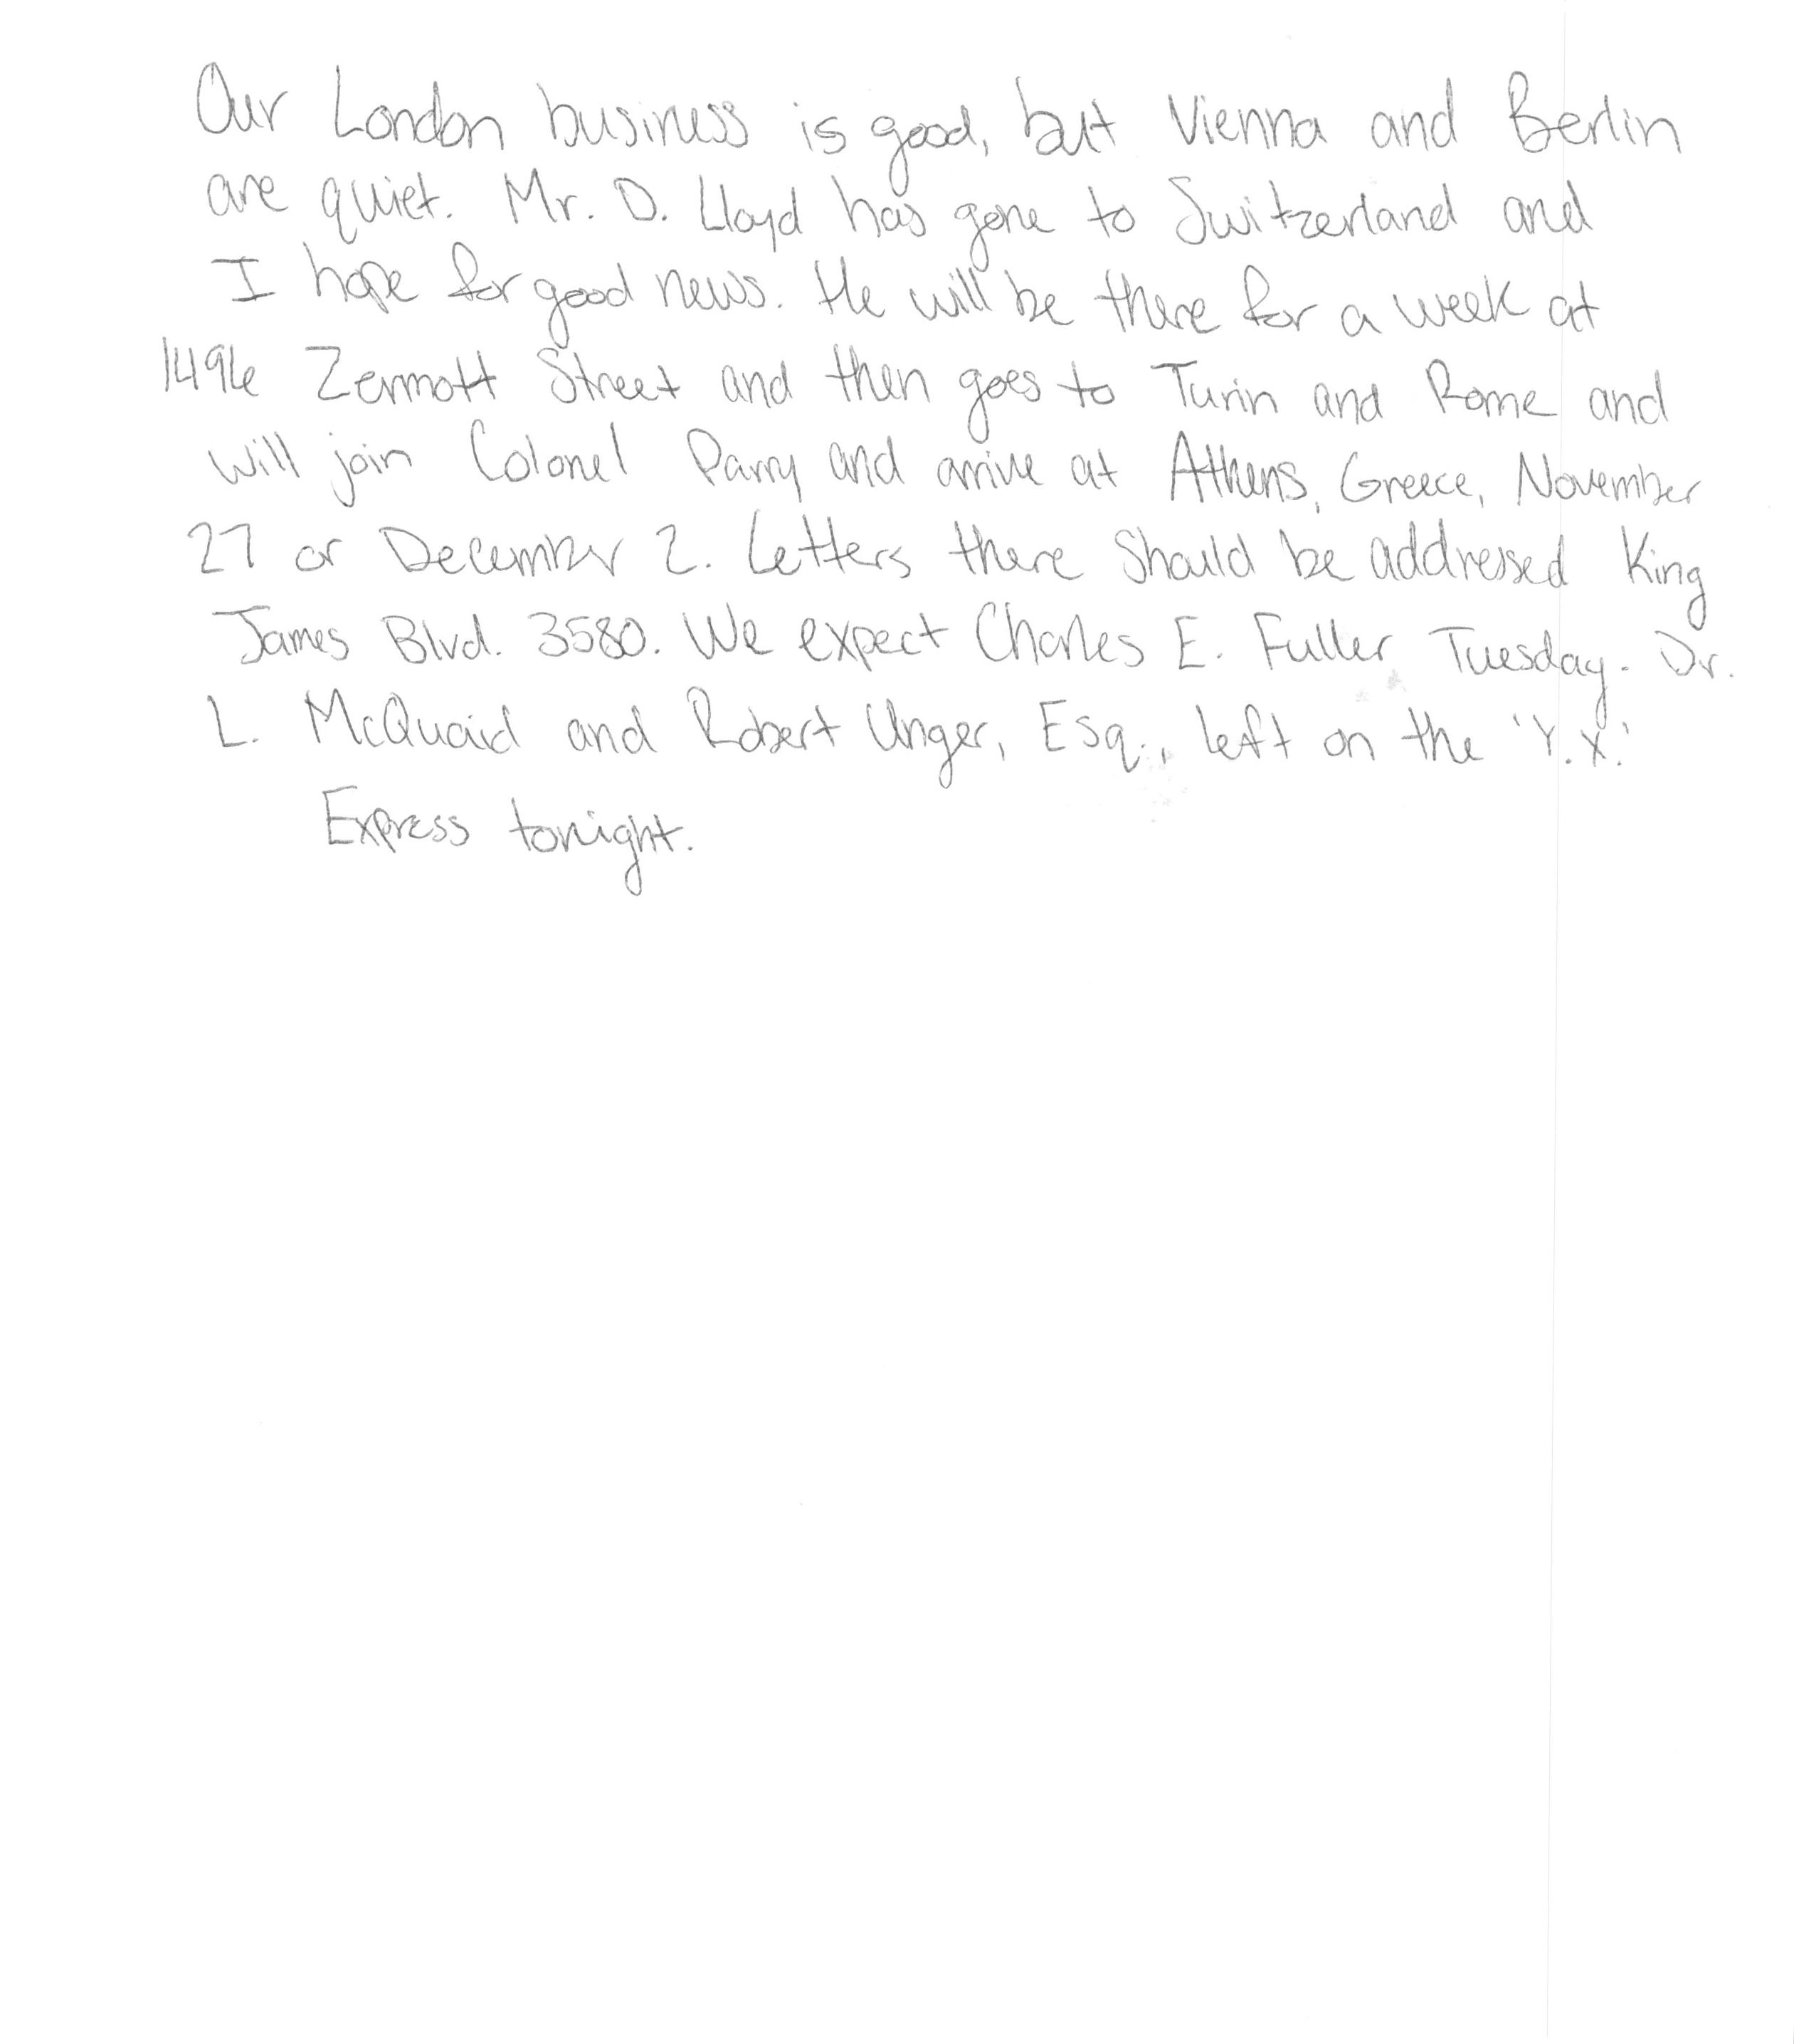 Our London business is good, but Vienna and Berlin
are quiet. Mr. D. Lloyd has gone to Switzerland and
I hope for good news. He will be there for a week at
1496 Zermott Street and then goes to Turin and Rome and
will join Colonel Parry and arrive at Athens, Greece, November
27 or December 2. Letters there should be addressed King
James Blvd. 3580. We expect Charles E. Fuller Tuesday. Dr.
L. McQuaid and Robert Unger, Esq., left on the 'Y.X.'
Express tonight.